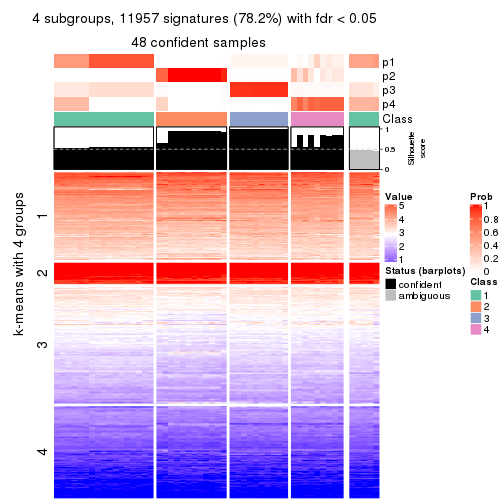 4 subgroups, 11957 signatures (78.2%) with fdr < 0.05
48 confident samples
p1
p2
p3
p4
Class
1
0.5
0
Silhouette
score
k-means with 4 groups
1
2
3
4
Value
5
4
3
2
1
Status (barplots)
confident
ambiguous
Prob
1
0.8
0.6
0.4
0.2
0
Class
1
2
3
4